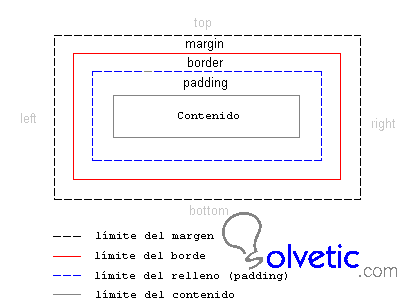 top
margin
border
padding
Contenido
left
right
bottom
límite del margen
límite del borde
límite del relleno (padding)
límite del contenido
Solvetic
.com